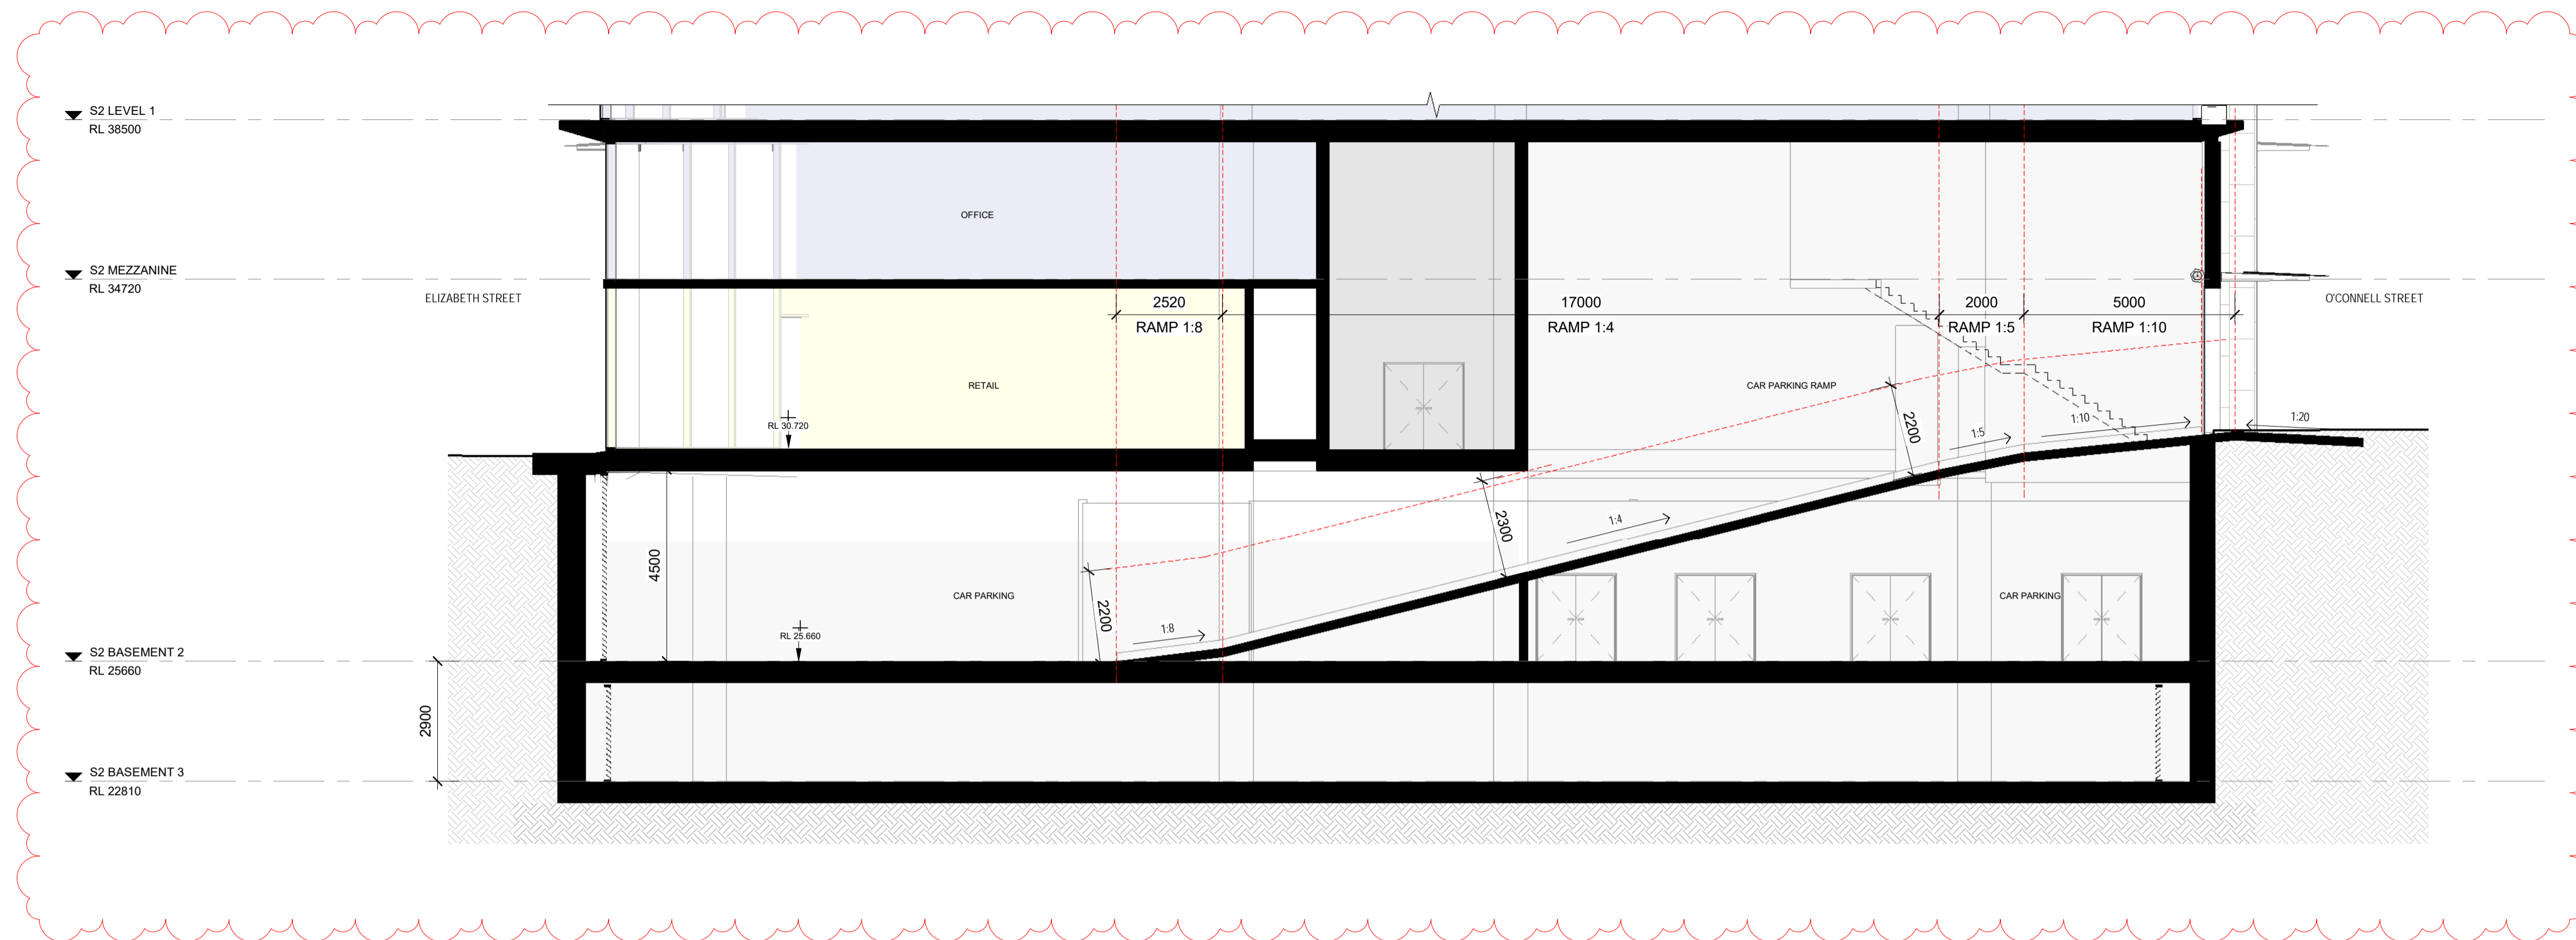 S2 LEVEL 1
RL 38500
OFFICE
S2 MEZZANINE
RL 34720
ELIZABETH STREET
O'CONNELL STREET
2520
17000
2000
5000
RAMP 1:8
RAMP 1:4
RAMP 1:5
RAMP 1:10
RETAIL
CAR PARKING RAMP
RL 30.720
2200
1:5
1:10
1:20
2300
1:4
4500
CAR PARKING
CAR PARKING
2200
1:8
RL 25.660
S2 BASEMENT 2
RL 25660
2900
S2 BASEMENT 3
RL 22810